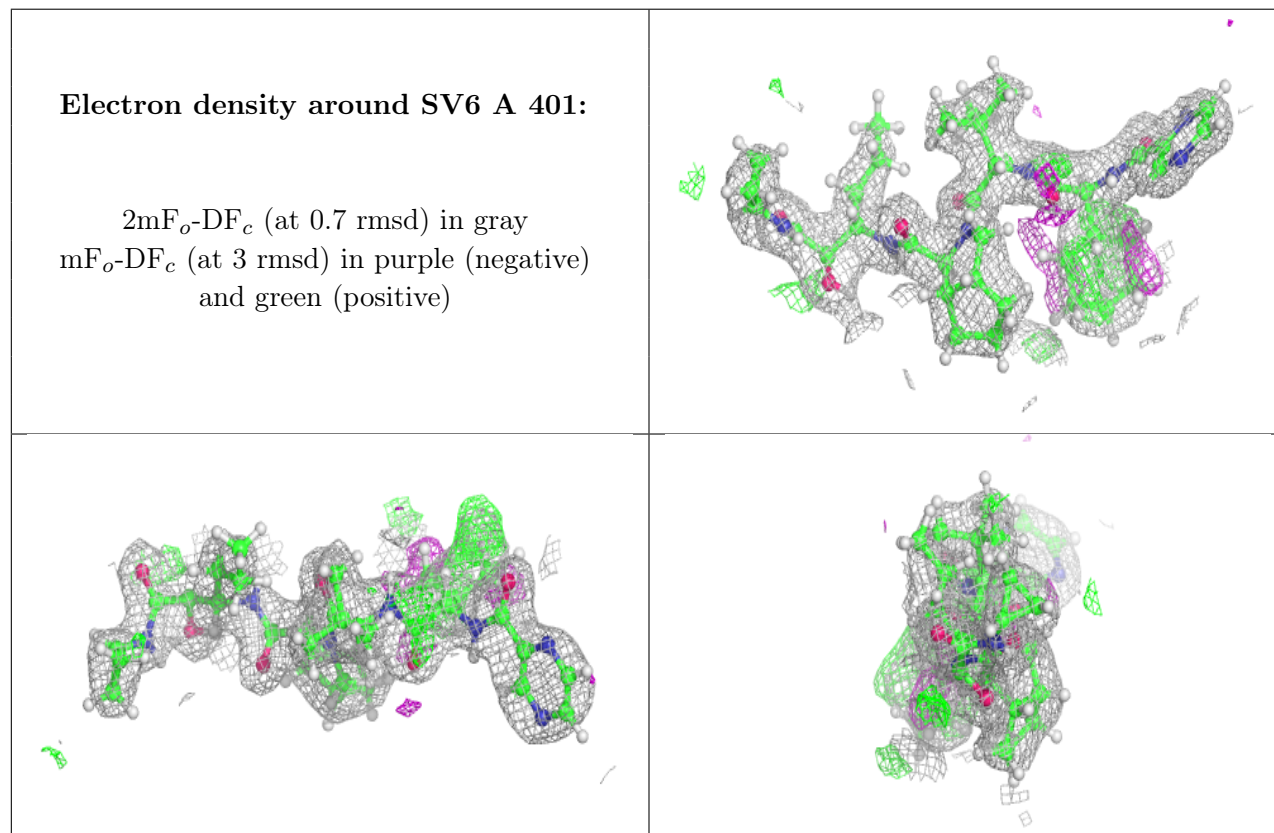 Electron density around SV6 A 401:
2mFo-DFc (at 0.7 rmsd) in gray
mFo-DFc (at 3 rmsd) in purple (negative)
and green (positive)